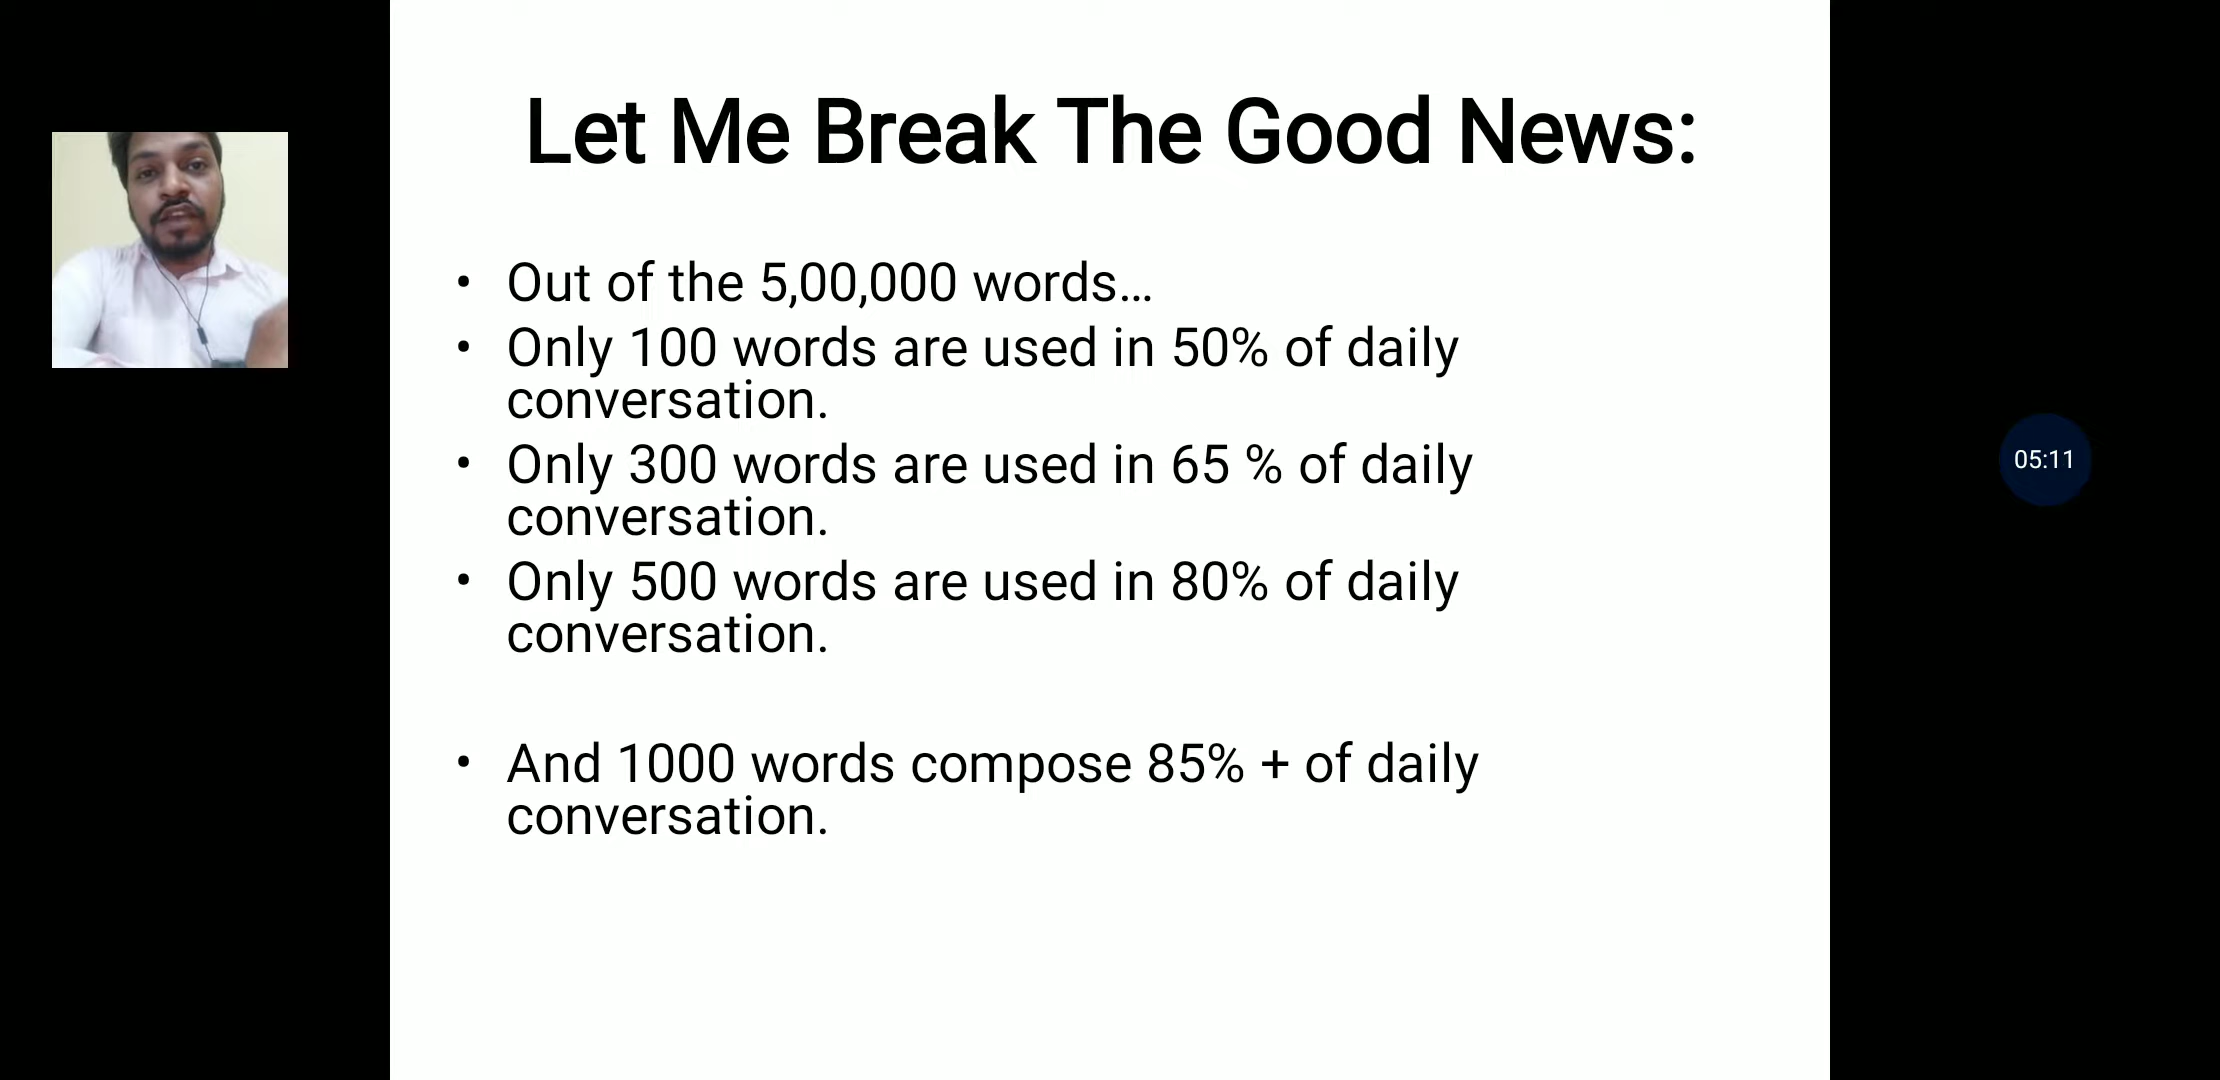 Let Me Break The Good News:
• Out of the 5,00,000 words...
• Only 100 words are used in 50% of daily
conversation.
• Only 300 words are used in 65 % of daily
conversation.
• Only 500 words are used in 80% of daily
conversation.
• And 1000 words compose 85% + of daily
conversation.
05:11